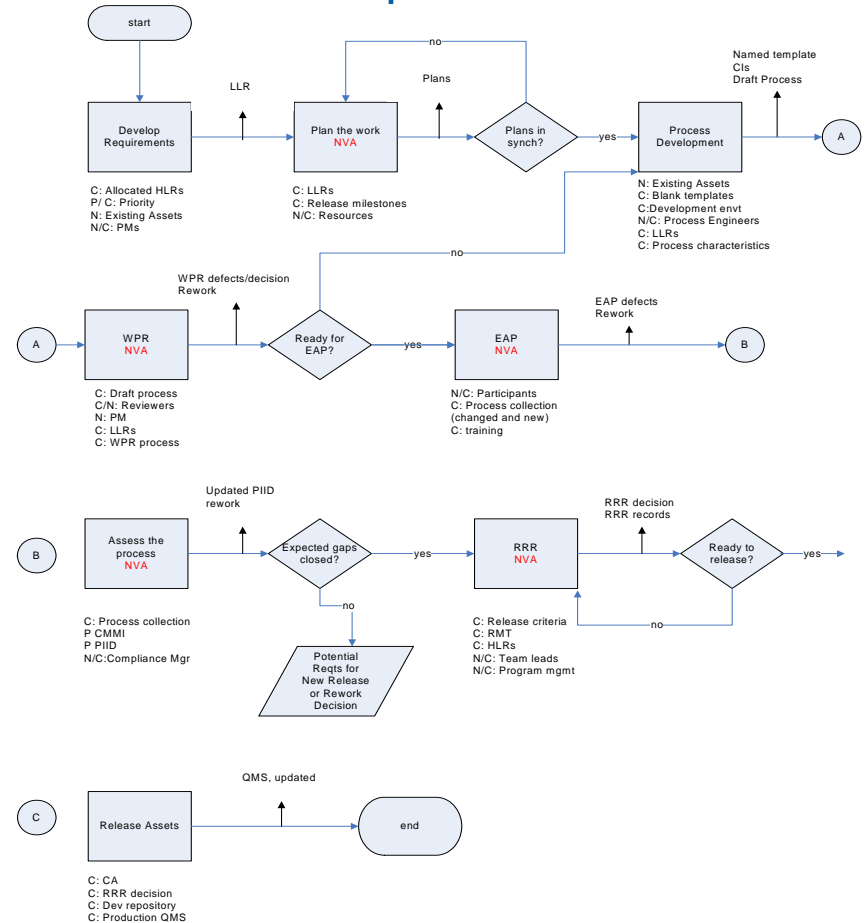 start
no
LLR
Plans
Named template
CIs
Draft Process
Develop
Requirements
Plan the work
NVA
Plans in
synch?
yes
Process
Development
A
C: Allocated HLRs
P/ C: Priority
N: Existing Assets
N/C: PMs
C: LLRs
C: Release milestones
N/C: Resources
N: Existing Assets
C: Blank templates
C:Development envt
N/C: Process Engineers
C: LLRs
C: Process characteristics
no
WPR defects/decision
Rework
EAP defects
Rework
A
WPR
NVA
Ready for
EAP?
yes
EAP
NVA
B
C: Draft process
C/N: Reviewers
N: PM
C: LLRs
C: WPR process
N/C: Participants
C: Process collection
(changed and new)
C: training
Updated PIID
rework
RRR decision
RRR records
B
Assess the
process
NVA
Expected gaps
closed?
yes
RRR
NVA
Ready to
release?
yes
no
no
C: Process collection
P CMMI
P PIID
N/C:Compliance Mgr
Potential
Reqts for
New Release
or Rework
Decision
C: Release criteria
C: RMT
C: HLRs
N/C: Team leads
N/C: Program mgmt
QMS, updated
C
Release Assets
end
C: CA
C: RRR decision
C: Dev repository
C: Production QMS